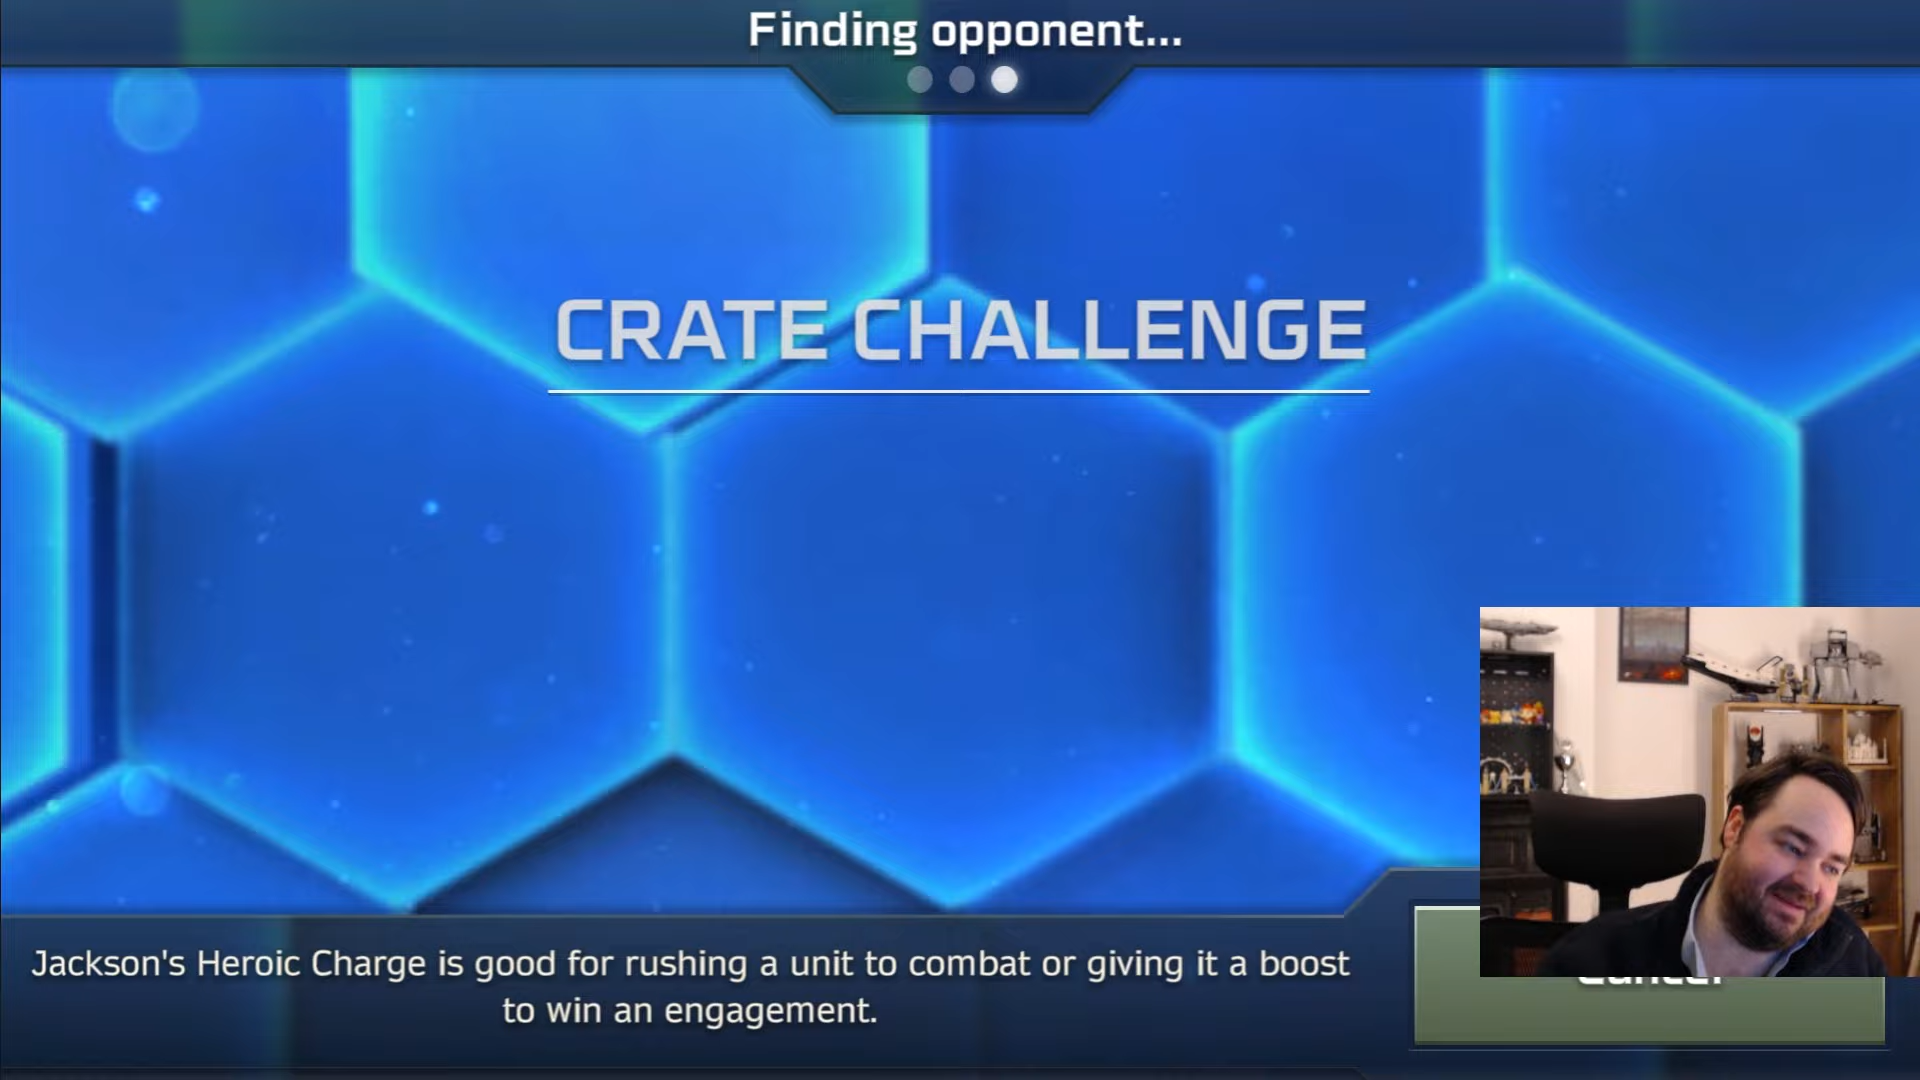 Finding opponent...
CRATE CHALLENGE
Jackson's Heroic Charge is good for rushing a unit to combat or giving it a boost
to win an engagement.